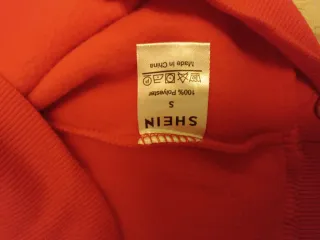 SHEIN
S
100% Polyester
Made in China